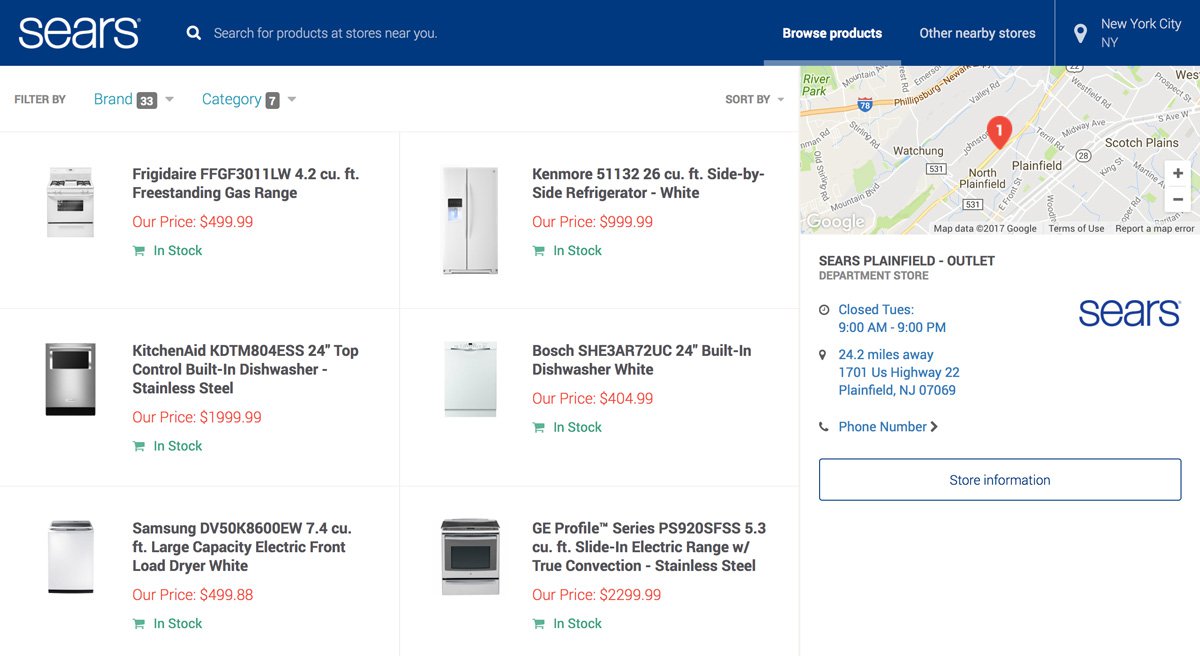 sears
Search for products at stores near you.
Browse products
Other nearby stores
New York City
NY
FILTER BY
Brand 33
Category 7
SORT BY
Frigidaire FFGF3011LW 4.2 cu. ft.
Freestanding Gas Range
Our Price: $499.99
In Stock
Kenmore 51132 26 cu. ft. Side-by-
Side Refrigerator - White
Our Price: $999.99
In Stock
KitchenAid KDTM804ESS 24" Top
Control Built-In Dishwasher -
Stainless Steel
Our Price: $1999.99
In Stock
Bosch SHE3AR72UC 24" Built-In
Dishwasher White
Our Price: $404.99
In Stock
Samsung DV50K8600EW 7.4 cu.
ft. Large Capacity Electric Front
Load Dryer White
Our Price: $499.88
In Stock
GE Profile™ Series PS920SFSS 5.3
cu. ft. Slide-In Electric Range w/
True Convection - Stainless Steel
Our Price: $2299.99
In Stock
River
Park
Mountain Av
Emerson
Phillipsburg-Newark
22
West
78
Valley Rd
Westfield Rd
Prospect St
Stirling Rd
Johnston
1
Midway Ave
S Ave W
Mountain Blvd
Watchung
Terrill Rd
Scotch Plains
531
28
Plainfield
North
Plainfield
King St
Old Stirling Rd
531
E Front St
Woodl
Raper Rd
+
−
Google
Map data ©2017 Google
Terms of Use
Report a map error
SEARS PLAINFIELD - OUTLET
DEPARTMENT STORE
Closed Tues:
9:00 AM - 9:00 PM
sears
24.2 miles away
1701 Us Highway 22
Plainfield, NJ 07069
Phone Number
Store information